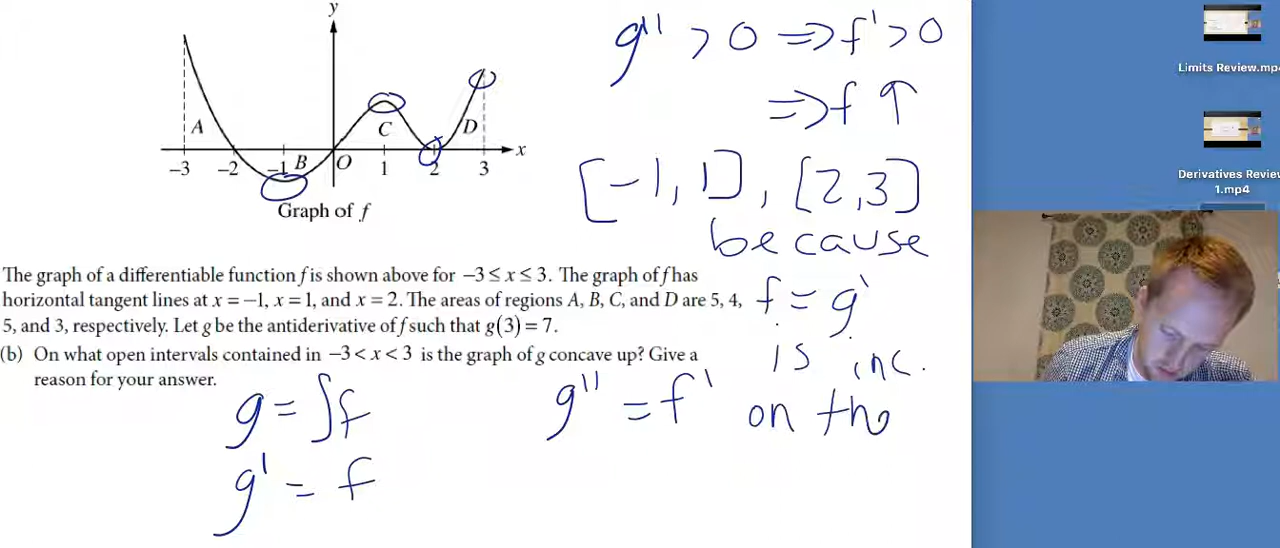 y
A
B
O
C
D
x
-3
-2
-1
1
2
3
Graph of f
g'' > 0 ⇒ f' > 0
⇒ f ↑
[-1, 1], [2,3]
because
f = g'
is inc.
on the
The graph of a differentiable function f is shown above for −3 ≤ x ≤ 3. The graph of f has
horizontal tangent lines at x = −1, x = 1, and x = 2. The areas of regions A, B, C, and D are 5, 4,
5, and 3, respectively. Let g be the antiderivative of f such that g(3) = 7.
(b) On what open intervals contained in −3 < x < 3 is the graph of g concave up? Give a
reason for your answer.
g = ∫f
g' = f
g'' = f'
Limits Review.mp
Derivatives Revie
1.mp4